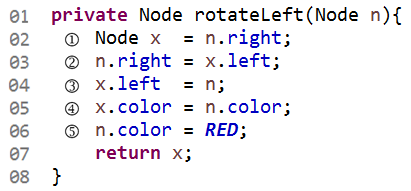 01 private Node rotateLeft(Node n){
02 ① Node x = n.right;
03 ② n.right = x.left;
04 ③ x.left = n;
05 ④ x.color = n.color;
06 ⑤ n.color = RED;
07 return x;
08 }